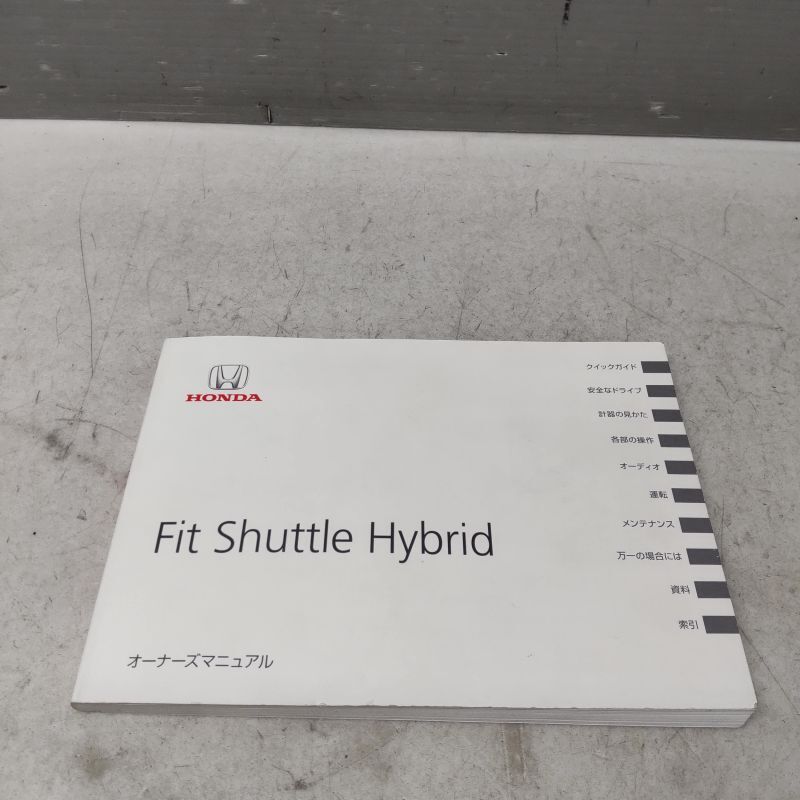 HONDA
Fit Shuttle Hybrid
オーナーズマニュアル
クイックガイド
安全なドライブ
計器の見かた
各部の操作
オーディオ
運転
メンテナンス
万一の場合には
資料
索引